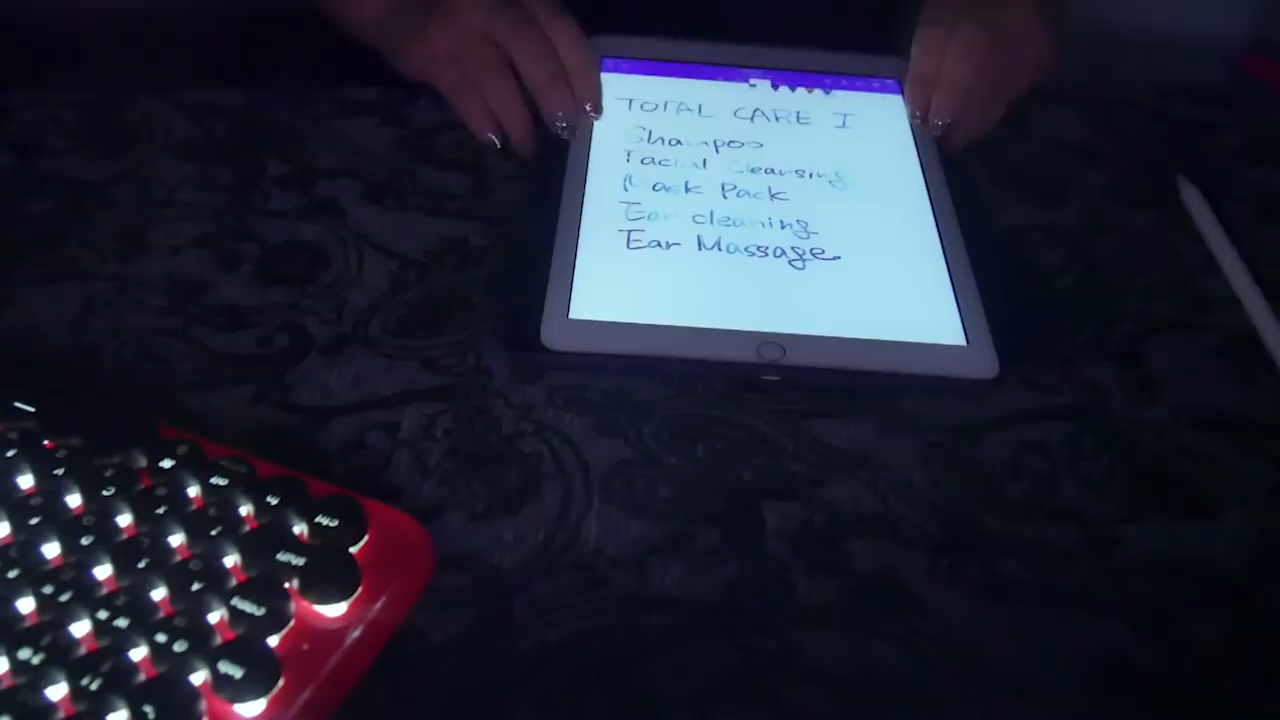 TOTAL CARE I
Shampoo
Facial Cleansing
Mask Pack
Ear cleaning
Ear Massage